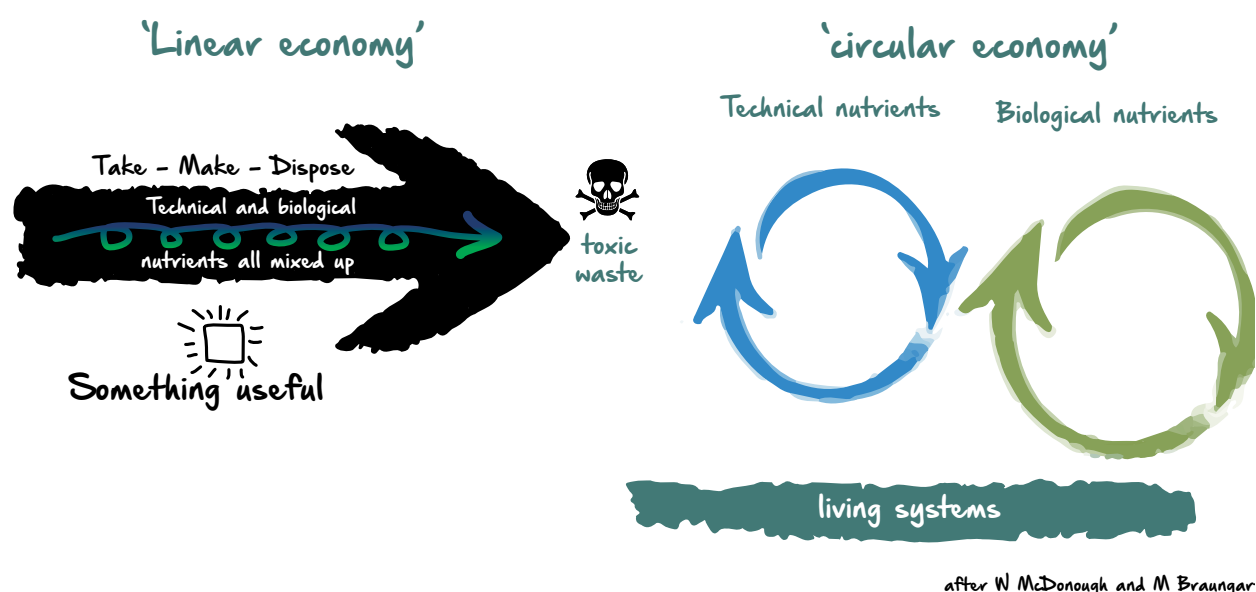 'Linear economy'
Take - Make - Dispose
Technical and biological
nutrients all mixed up
toxic
waste
Something useful
'circular economy'
Technical nutrients
Biological nutrients
living systems
after W McDonough and M Braungar